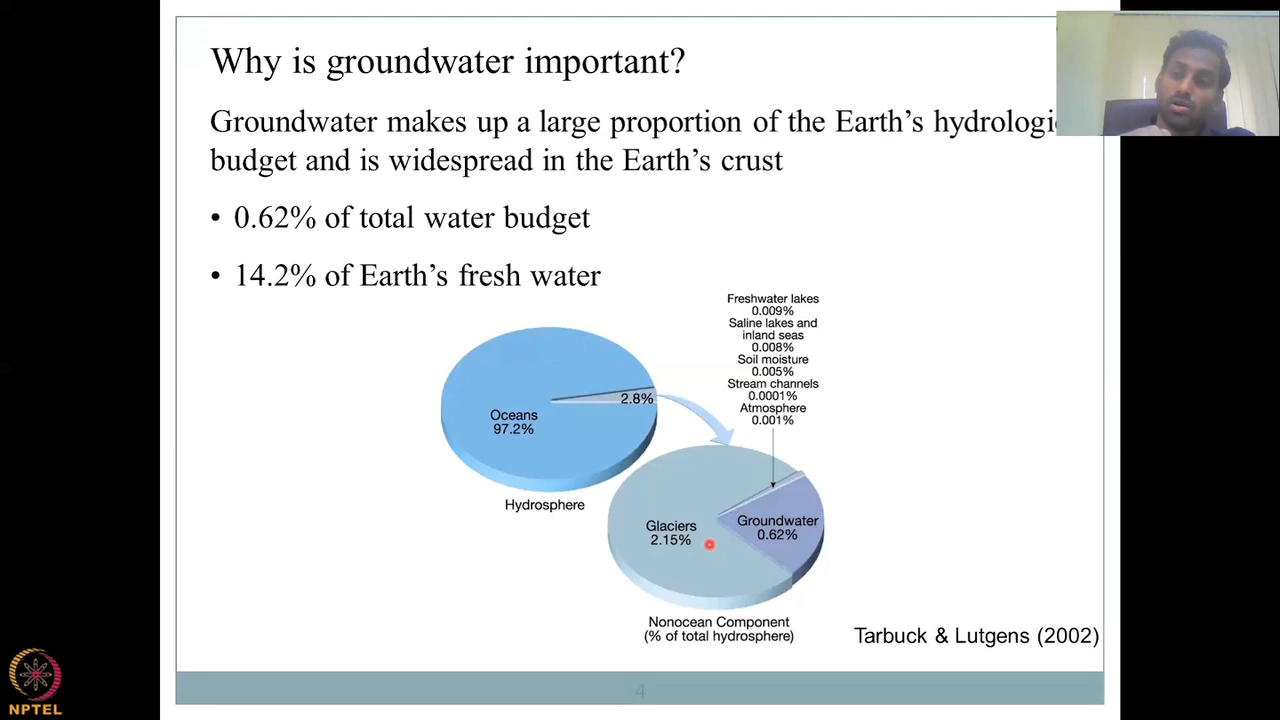 Why is groundwater important?
Groundwater makes up a large proportion of the Earth's hydrologi
budget and is widespread in the Earth's crust
• 0.62% of total water budget
• 14.2% of Earth's fresh water
Freshwater lakes
0.009%
Saline lakes and
inland seas
0.008%
Soil moisture
0.005%
Stream channels
0.0001%
Atmosphere
0.001%
2.8%
Oceans
97.2%
Hydrosphere
Glaciers
2.15%
Groundwater
0.62%
Nonocean Component
(% of total hydrosphere)
Tarbuck & Lutgens (2002)
4
NPTEL